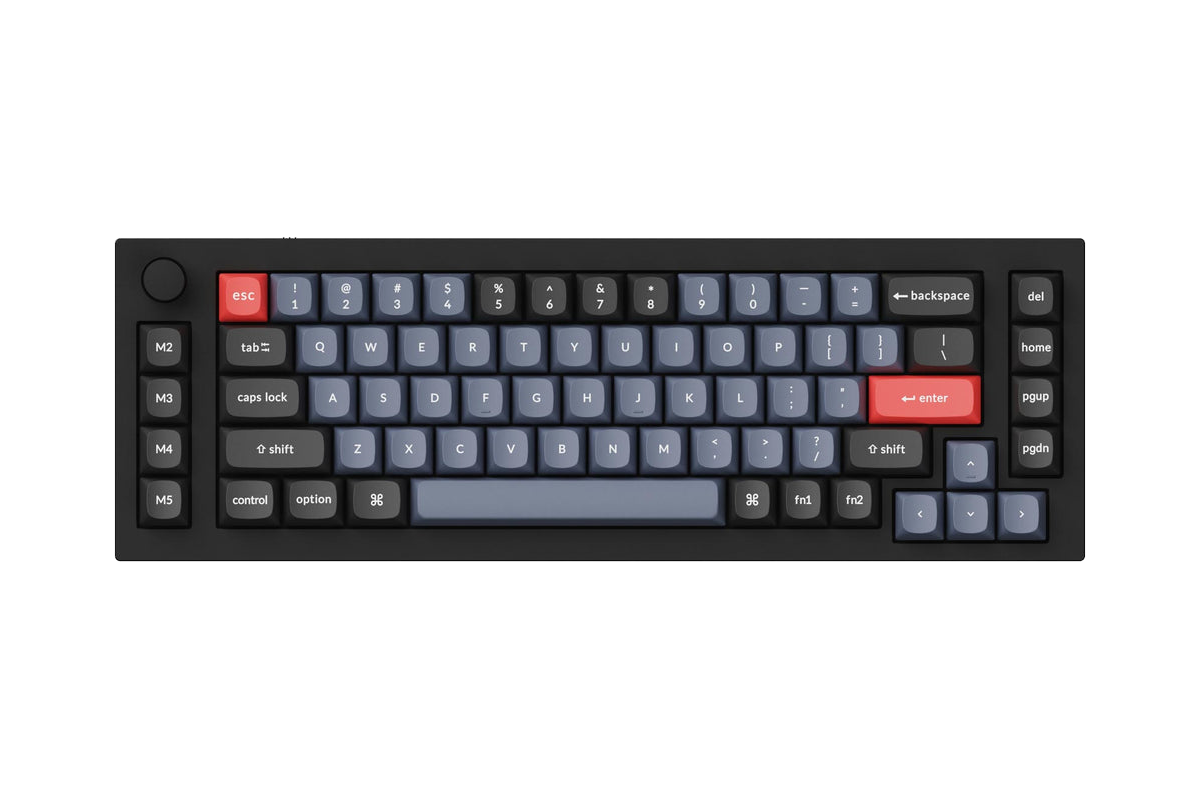 esc ! 1 @ 2 # 3 $ 4 % 5 ^ 6 & 7 * 8 ( 9 ) 0 — - + = ← backspace del
M2 tab Q W E R T Y U I O P { [ } ] | \ home
M3 caps lock A S D F G H J K L : ; " ' ↵ enter pgup
M4 ⇧ shift Z X C V B N M < , > . ? / ⇧ shift ^ pgdn
M5 control option ⌘ ⌘ fn1 fn2 < ⌄ >